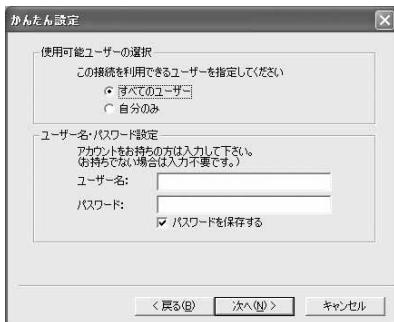 かんたん設定
使用可能ユーザーの選択
この接続を利用できるユーザーを指定してください
すべてのユーザー
自分のみ
ユーザー名・パスワード設定
アカウントをお持ちの方は入力して下さい。
(お持ちでない場合は入力不要です。)
ユーザー名:
パスワード:
パスワードを保存する
< 戻る(B)
次へ(N) >
キャンセル